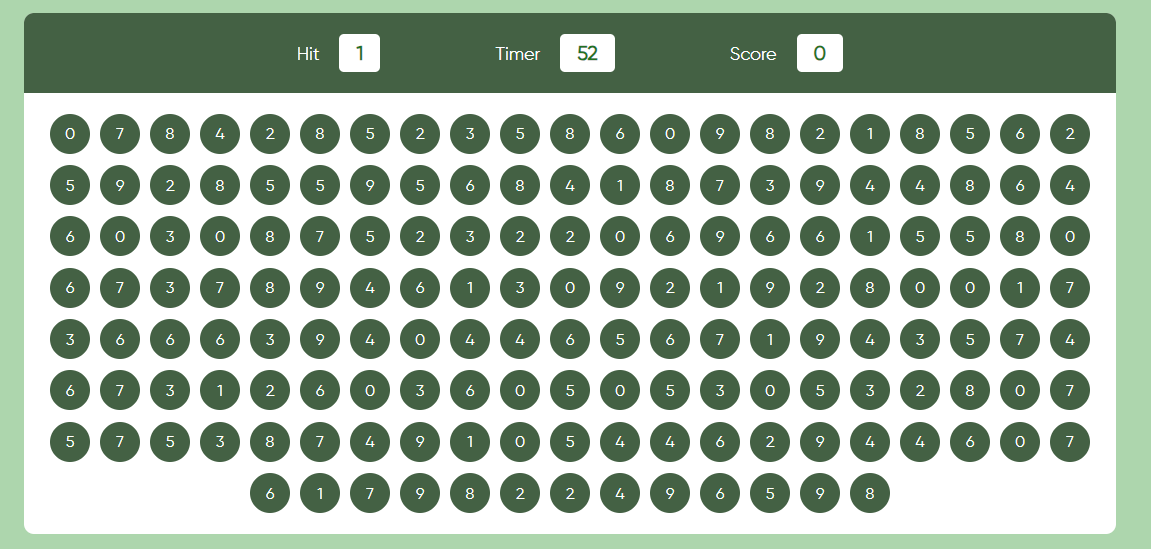 Hit 1 Timer 52 Score 0
0 7 8 4 2 8 5 2 3 5 8 6 0 9 8 2 1 8 5 6 2
5 9 2 8 5 5 9 5 6 8 4 1 8 7 3 9 4 4 8 6 4
6 0 3 0 8 7 5 2 3 2 2 0 6 9 6 6 1 5 5 8 0
6 7 3 7 8 9 4 6 1 3 0 9 2 1 9 2 8 0 0 1 7
3 6 6 6 3 9 4 0 4 4 6 5 6 7 1 9 4 3 5 7 4
6 7 3 1 2 6 0 3 6 0 5 0 5 3 0 5 3 2 8 0 7
5 7 5 3 8 7 4 9 1 0 5 4 4 6 2 9 4 4 6 0 7
6 1 7 9 8 2 2 4 9 6 5 9 8